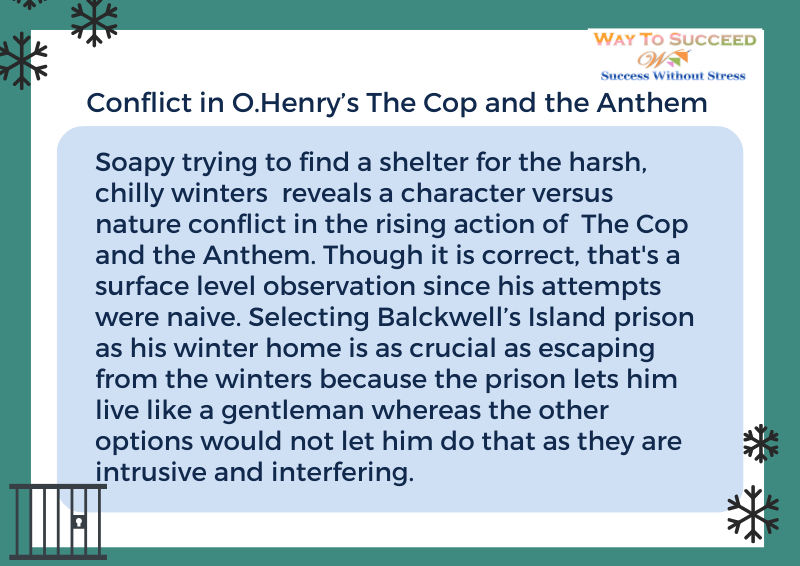 WAY TO SUCCEED
W
Success Without Stress
Conflict in O.Henry’s The Cop and the Anthem
Soapy trying to find a shelter for the harsh,
chilly winters  reveals a character versus
nature conflict in the rising action of  The Cop
and the Anthem. Though it is correct, that's a
surface level observation since his attempts
were naive. Selecting Balckwell’s Island prison
as his winter home is as crucial as escaping
from the winters because the prison lets him
live like a gentleman whereas the other
options would not let him do that as they are
intrusive and interfering.